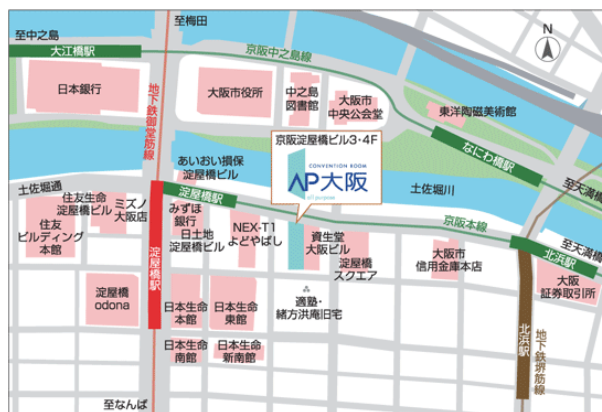 至中之島
至梅田
N
大江橋駅
京阪中之島線
日本銀行
地下鉄御堂筋線
大阪市役所
中之島
図書館
大阪市
中央公会堂
東洋陶磁美術館
なにわ橋駅
至天満橋
京阪淀屋橋ビル3・4F
CONVENTION ROOM
AP大阪
all purpose
あいおい損保
淀屋橋ビル
土佐堀通
淀屋橋駅
土佐堀川
京阪本線
住友生命
淀屋橋ビル
ミズノ
大阪店
みずほ
銀行
日土地
淀屋橋ビル
NEX-T1
よどやばし
資生堂
大阪ビル
淀屋橋
スクエア
大阪市
信用金庫本店
北浜駅
至天満橋
大阪
証券取引所
住友
ビルディング
本館
淀屋橋駅
淀屋橋
odona
日本生命
本館
日本生命
東館
適塾・
緒方洪庵旧宅
北浜駅
地下鉄堺筋線
日本生命
南館
日本生命
新南館
至なんば